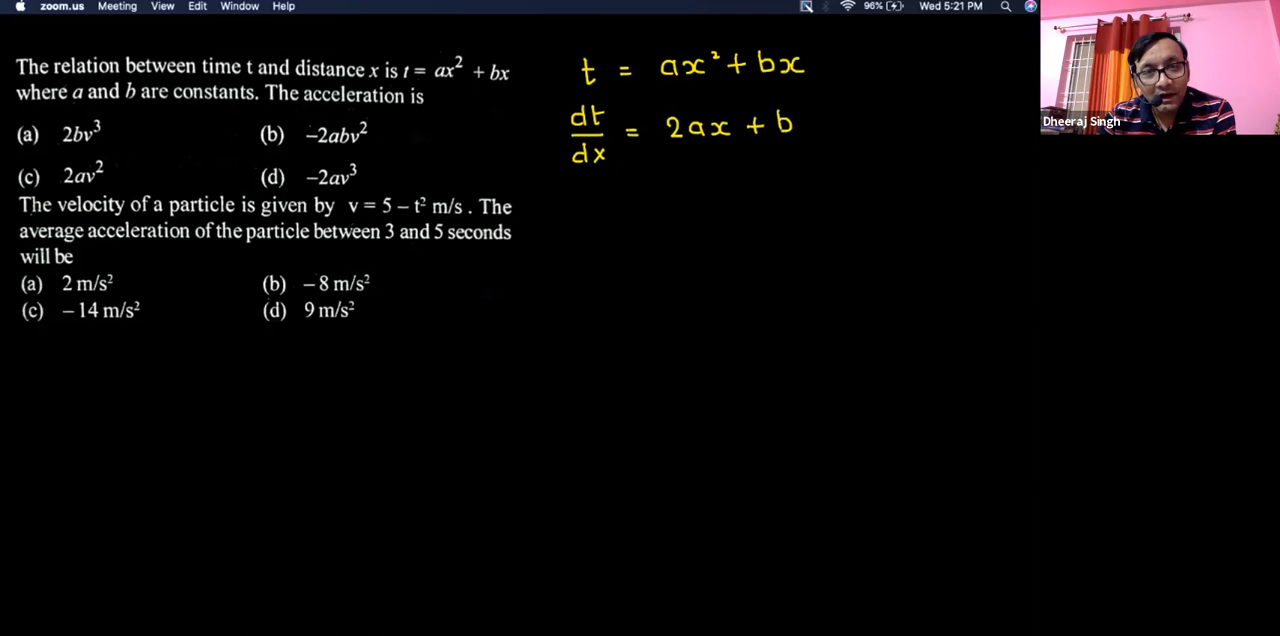 zoom.us Meeting View Edit Window Help 96% Wed 5:21 PM
The relation between time t and distance x is t = ax² + bx
where a and b are constants. The acceleration is
(a) 2bv³ (b) −2abv²
(c) 2av² (d) −2av³
The velocity of a particle is given by v = 5 − t² m/s . The
average acceleration of the particle between 3 and 5 seconds
will be
(a) 2 m/s² (b) − 8 m/s²
(c) − 14 m/s² (d) 9 m/s²
t = ax² + bx
dt/dx = 2ax + b
Dheeraj Singh